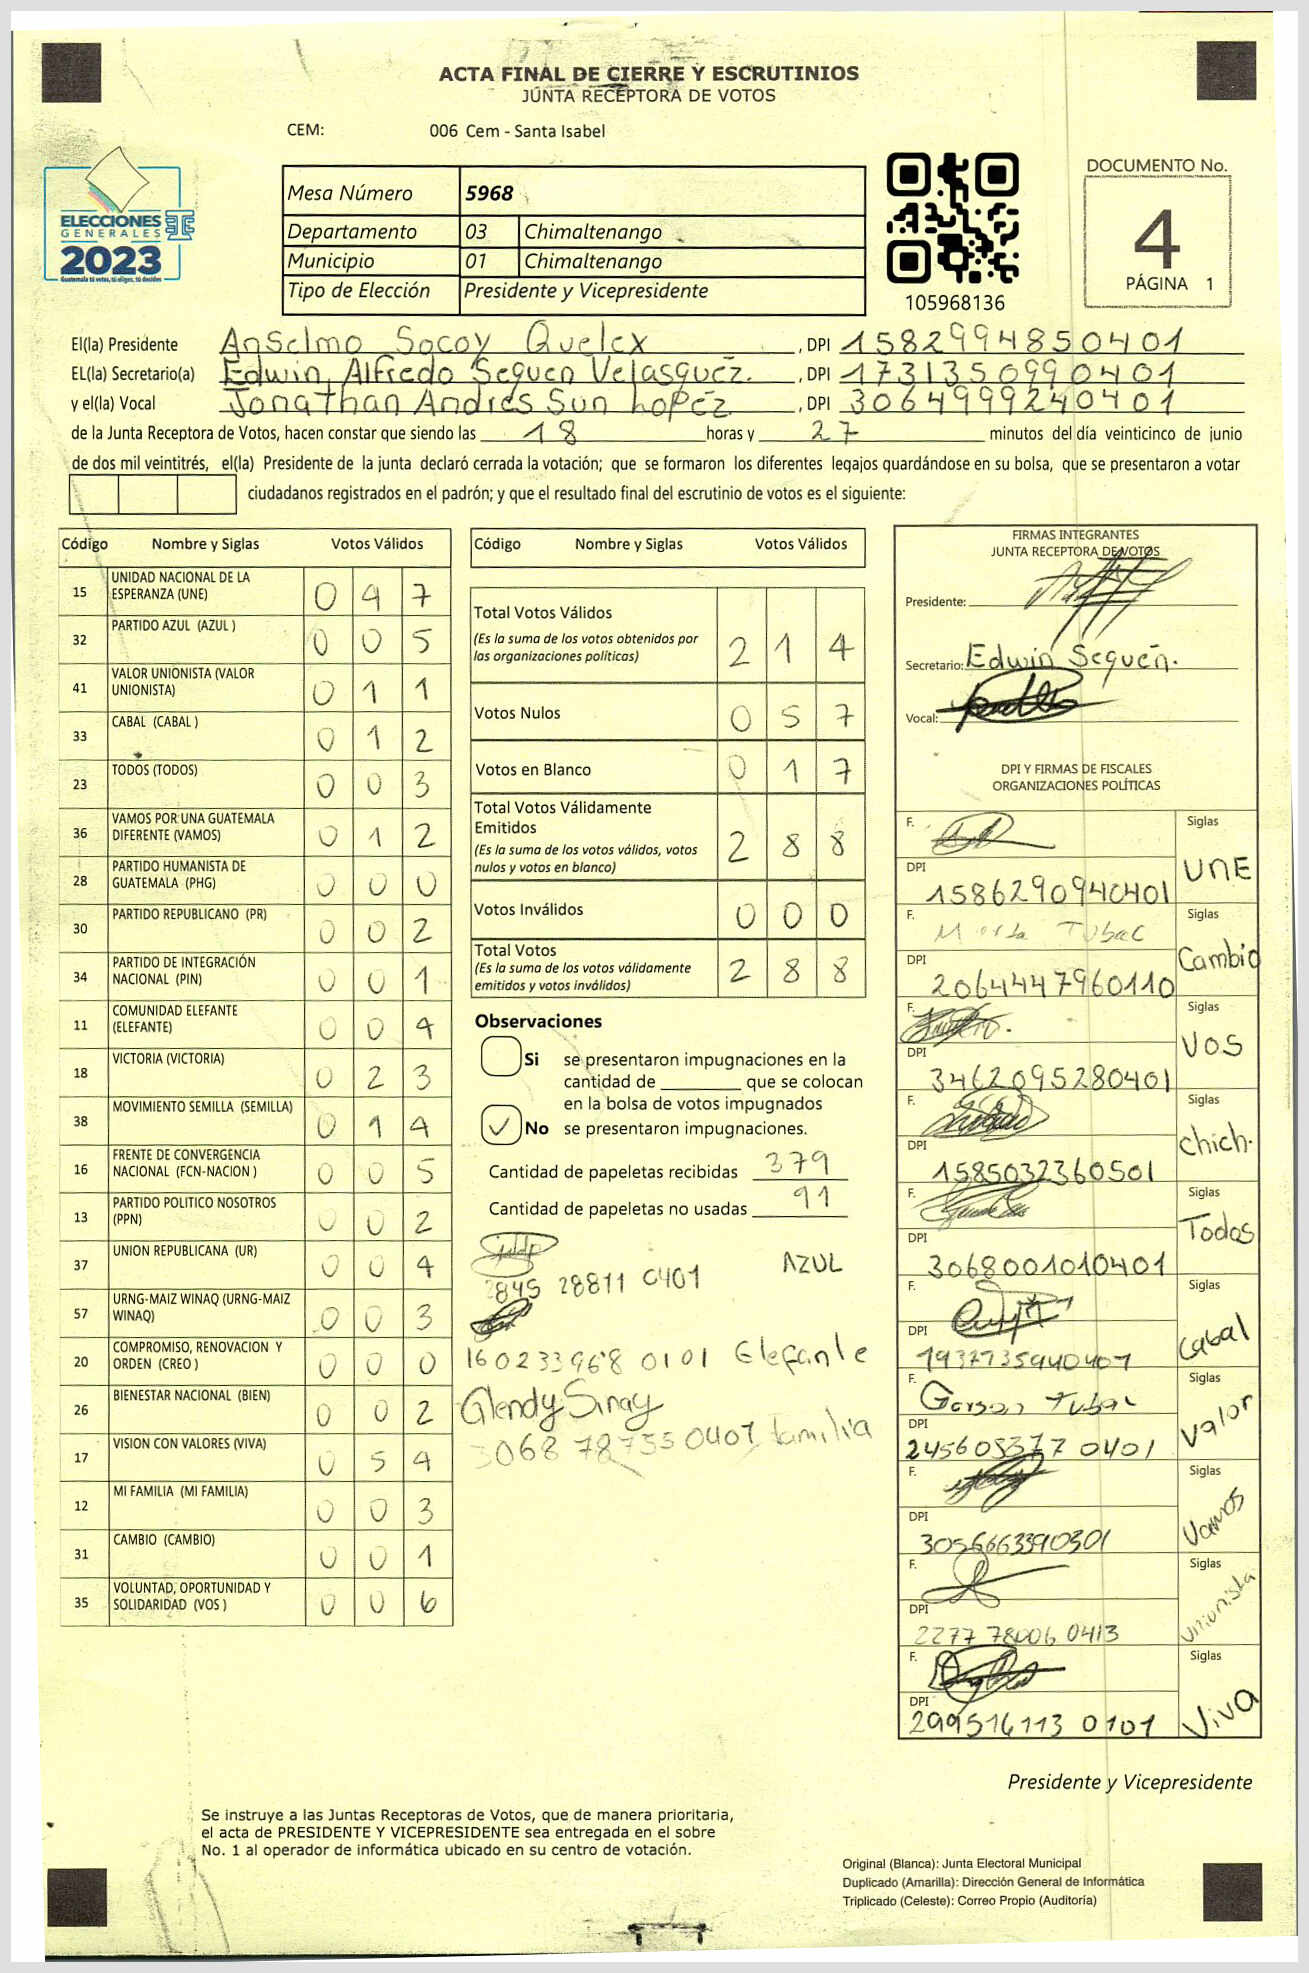 ACTA FINAL DE CIERRE Y ESCRUTINIOS
JUNTA RECEPTORA DE VOTOS
CEM: 006 Cem - Santa Isabel
ELECCIONES
GENERALES
2023
Guatemala tú votas, tú eliges, tú decides
Mesa Número 5968
Departamento 03 Chimaltenango
Municipio 01 Chimaltenango
Tipo de Elección Presidente y Vicepresidente
105968136
DOCUMENTO No.
4
PÁGINA 1
El(la) Presidente Anselmo Socoy Quelex, DPI 1582994850401
EL(la) Secretario(a) Edwin Alfredo Seguen Velasquéz., DPI 1731350990401
y el(la) Vocal Jonathan Andrés Sun Lopéz, DPI 3064999240401
de la Junta Receptora de Votos, hacen constar que siendo las 18 horas y 27 minutos del día veinticinco de junio
de dos mil veintitrés, el(la) Presidente de la junta declaró cerrada la votación; que se formaron los diferentes legajos guardándose en su bolsa, que se presentaron a votar
ciudadanos registrados en el padrón; y que el resultado final del escrutinio de votos es el siguiente:
Código Nombre y Siglas Votos Válidos
15 UNIDAD NACIONAL DE LA ESPERANZA (UNE) 0 4 7
32 PARTIDO AZUL (AZUL ) 0 0 5
41 VALOR UNIONISTA (VALOR UNIONISTA) 0 1 1
33 CABAL (CABAL ) 0 1 2
23 TODOS (TODOS) 0 0 3
36 VAMOS POR UNA GUATEMALA DIFERENTE (VAMOS) 0 1 2
28 PARTIDO HUMANISTA DE GUATEMALA (PHG) 0 0 0
30 PARTIDO REPUBLICANO (PR) 0 0 2
34 PARTIDO DE INTEGRACIÓN NACIONAL (PIN) 0 0 1
11 COMUNIDAD ELEFANTE (ELEFANTE) 0 0 4
18 VICTORIA (VICTORIA) 0 2 3
38 MOVIMIENTO SEMILLA (SEMILLA) 0 1 4
16 FRENTE DE CONVERGENCIA NACIONAL (FCN-NACION ) 0 0 5
13 PARTIDO POLITICO NOSOTROS (PPN) 0 0 2
37 UNION REPUBLICANA (UR) 0 0 4
57 URNG-MAIZ WINAQ (URNG-MAIZ WINAQ) 0 0 3
20 COMPROMISO, RENOVACION Y ORDEN (CREO ) 0 0 0
26 BIENESTAR NACIONAL (BIEN) 0 0 2
17 VISION CON VALORES (VIVA) 0 5 4
12 MI FAMILIA (MI FAMILIA) 0 0 3
31 CAMBIO (CAMBIO) 0 0 1
35 VOLUNTAD, OPORTUNIDAD Y SOLIDARIDAD (VOS ) 0 0 6
Código Nombre y Siglas Votos Válidos
Total Votos Válidos 2 1 4
(Es la suma de los votos obtenidos por
las organizaciones políticas)
Votos Nulos 0 5 7
Votos en Blanco 0 1 7
Total Votos Válidamente
Emitidos 2 8 8
(Es la suma de los votos válidos, votos
nulos y votos en blanco)
Votos Inválidos 0 0 0
Total Votos 2 8 8
(Es la suma de los votos válidamente
emitidos y votos inválidos)
Observaciones
Si se presentaron impugnaciones en la
cantidad de ________ que se colocan
en la bolsa de votos impugnados
✓ No se presentaron impugnaciones.
Cantidad de papeletas recibidas 379
Cantidad de papeletas no usadas 91
2845 28811 0401 AZUL
160233968 0101 Elefante
Glendy Sinay
3068 787550401 familia
FIRMAS INTEGRANTES
JUNTA RECEPTORA DE VOTOS
Presidente:
Secretario: Edwin Seguén.
Vocal:
DPI Y FIRMAS DE FISCALES
ORGANIZACIONES POLÍTICAS
F. Siglas
DPI 1586290940401 UNE
F. Tubac Siglas
DPI 2064447960110 Cambio
F. Siglas
DPI 3462095280401 VOS
F. Siglas
DPI 1585032360501 chich.
F. Siglas
DPI 3068001010401 Todos
F. Siglas
DPI 1932735940401 Cabal
F. Gerson Tubac Siglas
DPI 245605377 0401 Valor
F. Siglas
DPI 3056663390301 Vamos
F. Siglas
DPI 2277 78006 0413 Unionista
F. Siglas
DPI 299516113 0101 Viva
Presidente y Vicepresidente
Se instruye a las Juntas Receptoras de Votos, que de manera prioritaria,
el acta de PRESIDENTE Y VICEPRESIDENTE sea entregada en el sobre
No. 1 al operador de informática ubicado en su centro de votación.
Original (Blanca): Junta Electoral Municipal
Duplicado (Amarilla): Dirección General de Informática
Triplicado (Celeste): Correo Propio (Auditoría)